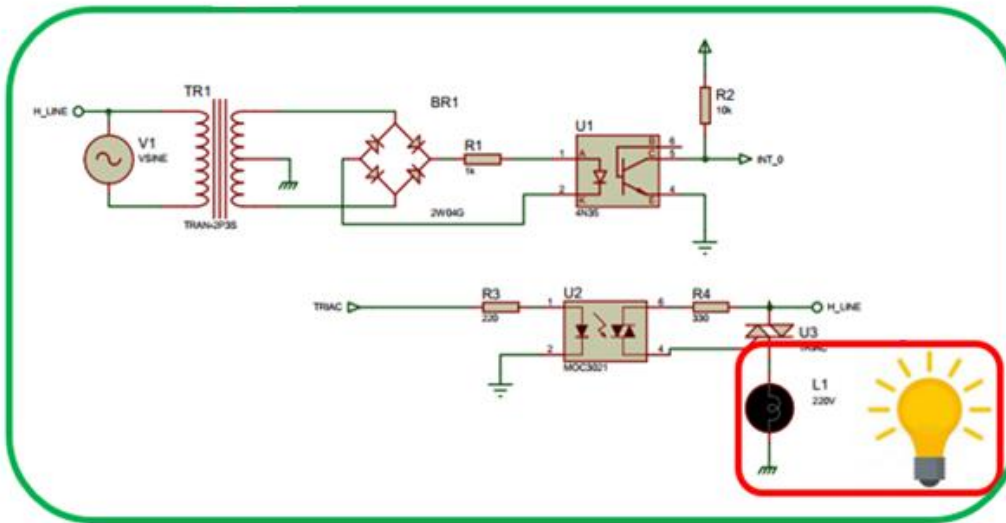 TR1
H_LINE
V1
VSINE
TRAN-2P3S
BR1
2W04G
R1
1k
U1
1
A
2
K
B
6
C
5
E
4
4N35
R2
10k
INT_0
TRIAC
R3
220
U2
1
2
6
4
MOC3021
R4
330
H_LINE
U3
TRIAC
L1
220V